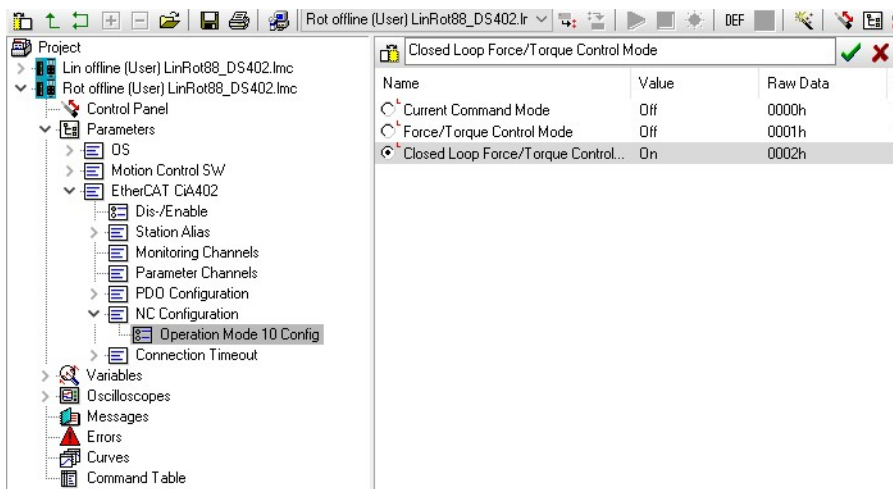 Rot offline (User) LinRot88_DS402.lr
DEF
Project
Lin offline (User) LinRot88_DS402.lmc
Rot offline (User) LinRot88_DS402.lmc
Control Panel
Parameters
OS
Motion Control SW
EtherCAT CiA402
Dis-/Enable
Station Alias
Monitoring Channels
Parameter Channels
PDO Configuration
NC Configuration
Operation Mode 10 Config
Connection Timeout
Variables
Oscilloscopes
Messages
Errors
Curves
Command Table
Closed Loop Force/Torque Control Mode
Name Value Raw Data
Current Command Mode Off 0000h
Force/Torque Control Mode Off 0001h
Closed Loop Force/Torque Control... On 0002h